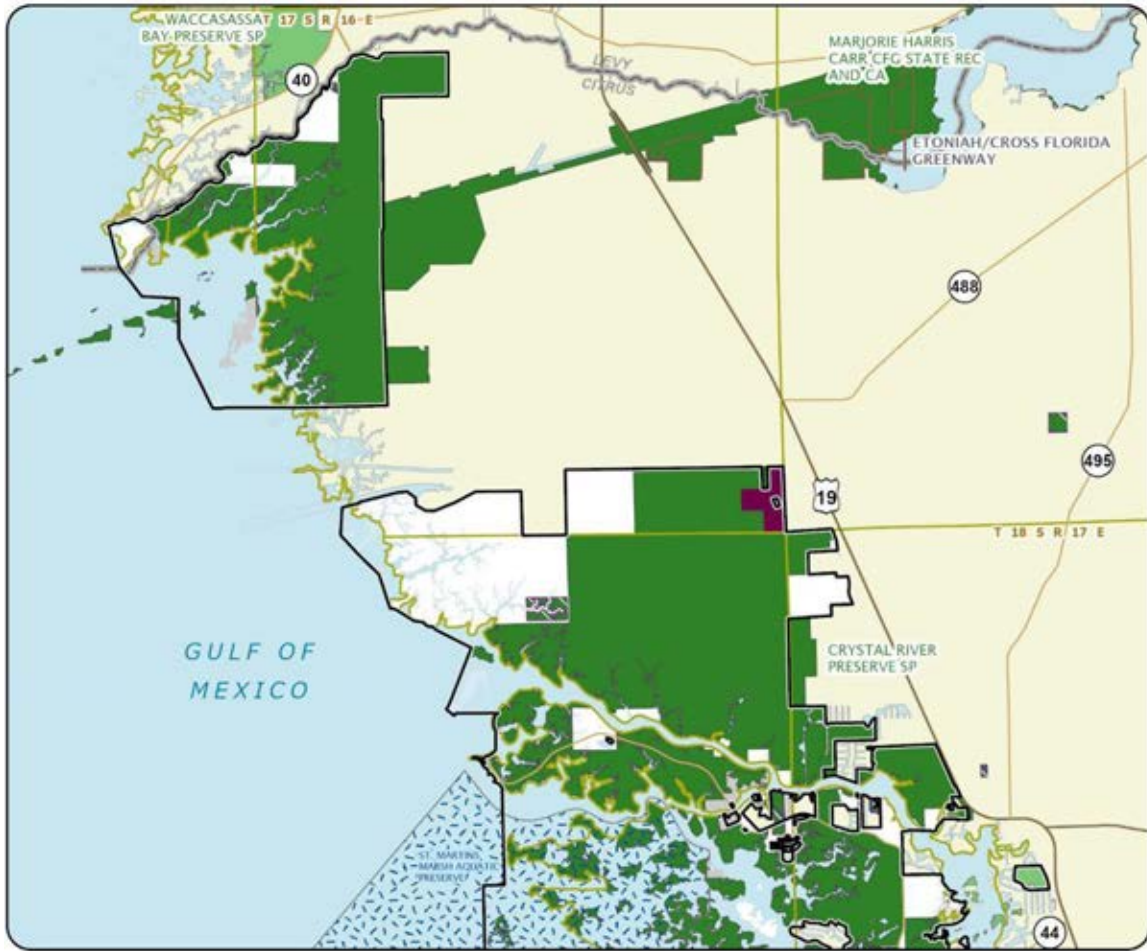 WACCASASSA
BAY PRESERVE SP
T 17 S R 16 E
40
LEVY
CITRUS
MARJORIE HARRIS
CARR CFG STATE REC
AND CA
ETONIAH/CROSS FLORIDA
GREENWAY
488
495
19
T 18 S R 17 E
GULF OF
MEXICO
CRYSTAL RIVER
PRESERVE SP
ST. MARTINS
MARSH AQUATIC
PRESERVE
44